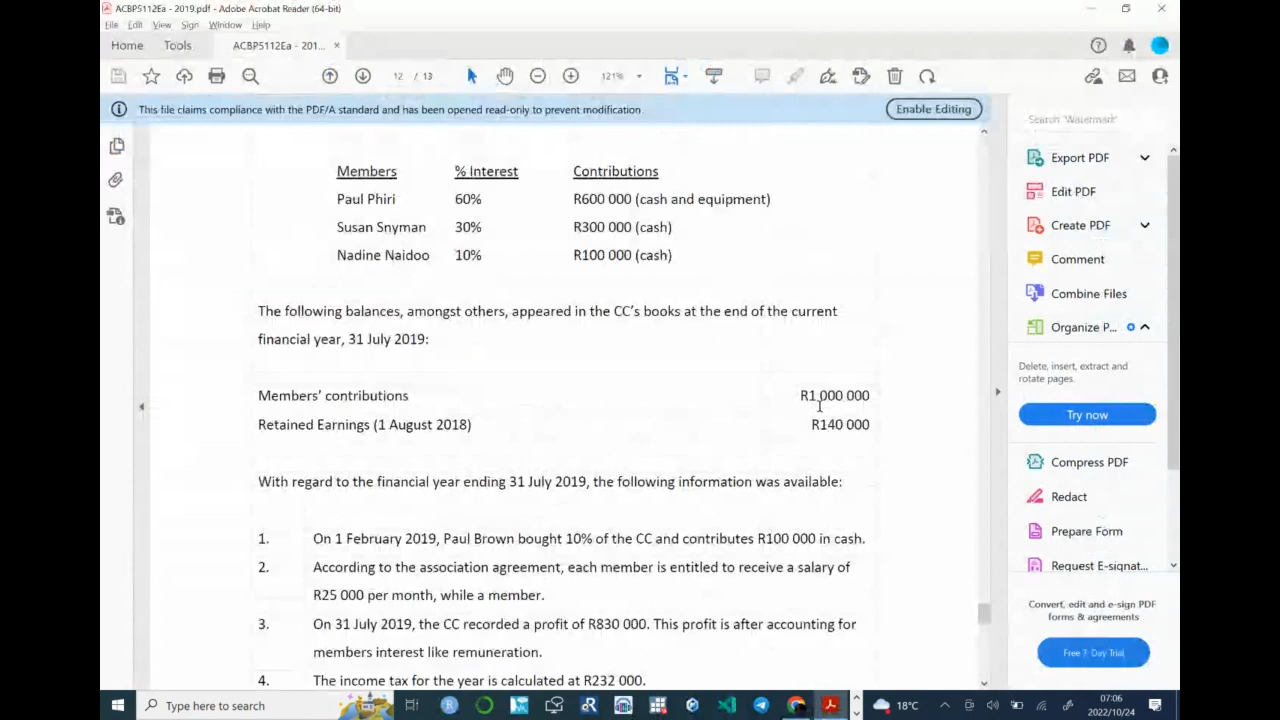 ACBP5112Ea - 2019.pdf - Adobe Acrobat Reader (64-bit)
File Edit View Sign Window Help
Home Tools ACBP5112Ea - 201... ×
12 / 13 121%
This file claims compliance with the PDF/A standard and has been opened read-only to prevent modification. Enable Editing
Members % Interest Contributions
Paul Phiri 60% R600 000 (cash and equipment)
Susan Snyman 30% R300 000 (cash)
Nadine Naidoo 10% R100 000 (cash)
The following balances, amongst others, appeared in the CC's books at the end of the current
financial year, 31 July 2019:
Members' contributions R1 000 000
Retained Earnings (1 August 2018) R140 000
With regard to the financial year ending 31 July 2019, the following information was available:
1. On 1 February 2019, Paul Brown bought 10% of the CC and contributes R100 000 in cash.
2. According to the association agreement, each member is entitled to receive a salary of
R25 000 per month, while a member.
3. On 31 July 2019, the CC recorded a profit of R830 000. This profit is after accounting for
members interest like remuneration.
4. The income tax for the year is calculated at R232 000.
Search 'Watermark'
Export PDF
Edit PDF
Create PDF
Comment
Combine Files
Organize P...
Delete, insert, extract and
rotate pages.
Try now
Compress PDF
Redact
Prepare Form
Request E-signat...
Convert, edit and e-sign PDF
forms & agreements
Free 7 Day Trial
Type here to search
18°C
07:06
2022/10/24